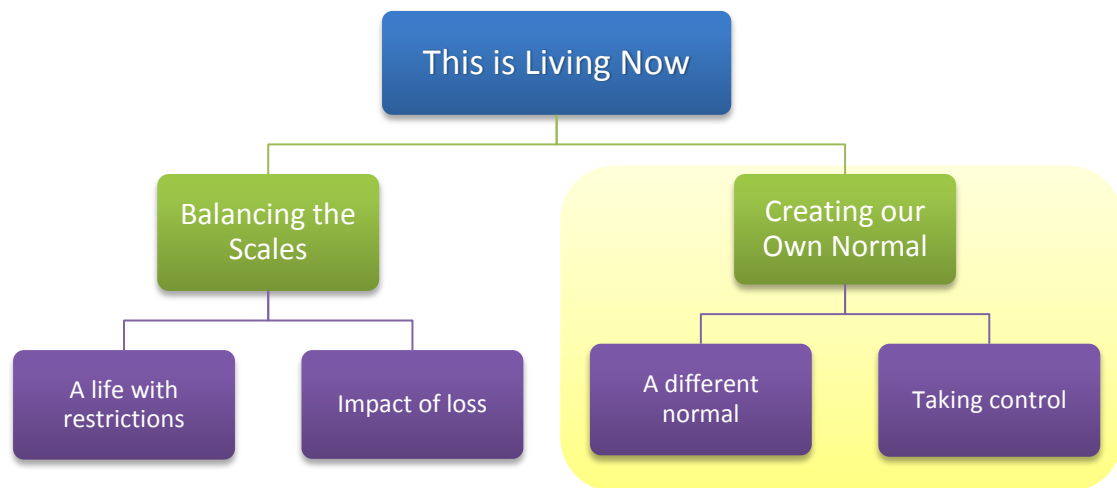 This is Living Now
Balancing the
Scales
Creating our
Own Normal
A life with
restrictions
Impact of loss
A different
normal
Taking control